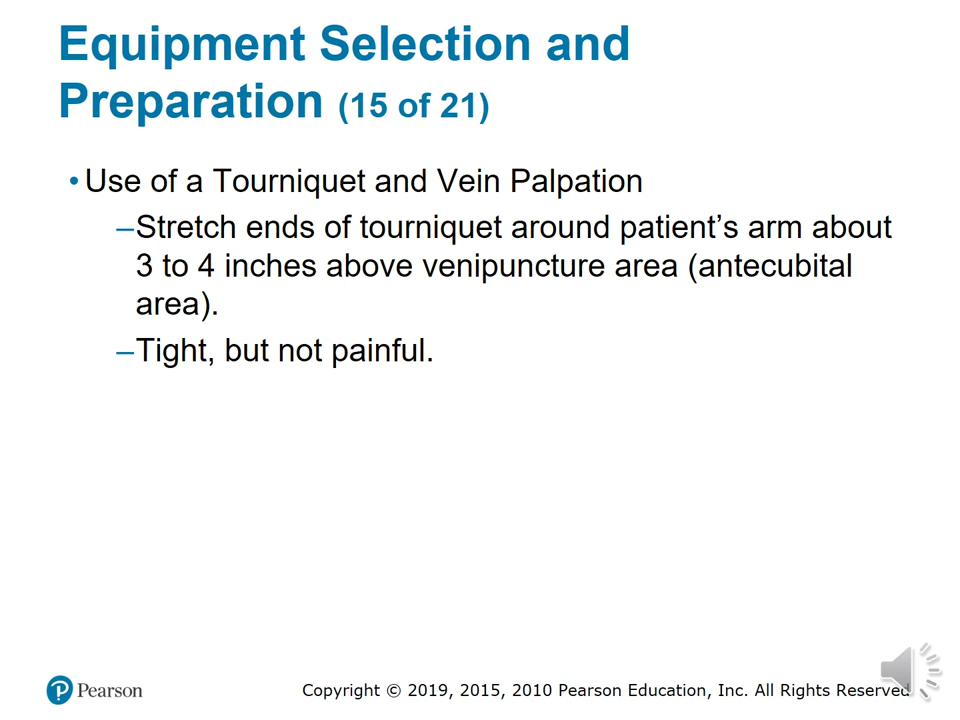 Equipment Selection and
Preparation (15 of 21)
• Use of a Tourniquet and Vein Palpation
–Stretch ends of tourniquet around patient’s arm about
3 to 4 inches above venipuncture area (antecubital
area).
–Tight, but not painful.
Pearson
Copyright © 2019, 2015, 2010 Pearson Education, Inc. All Rights Reserved